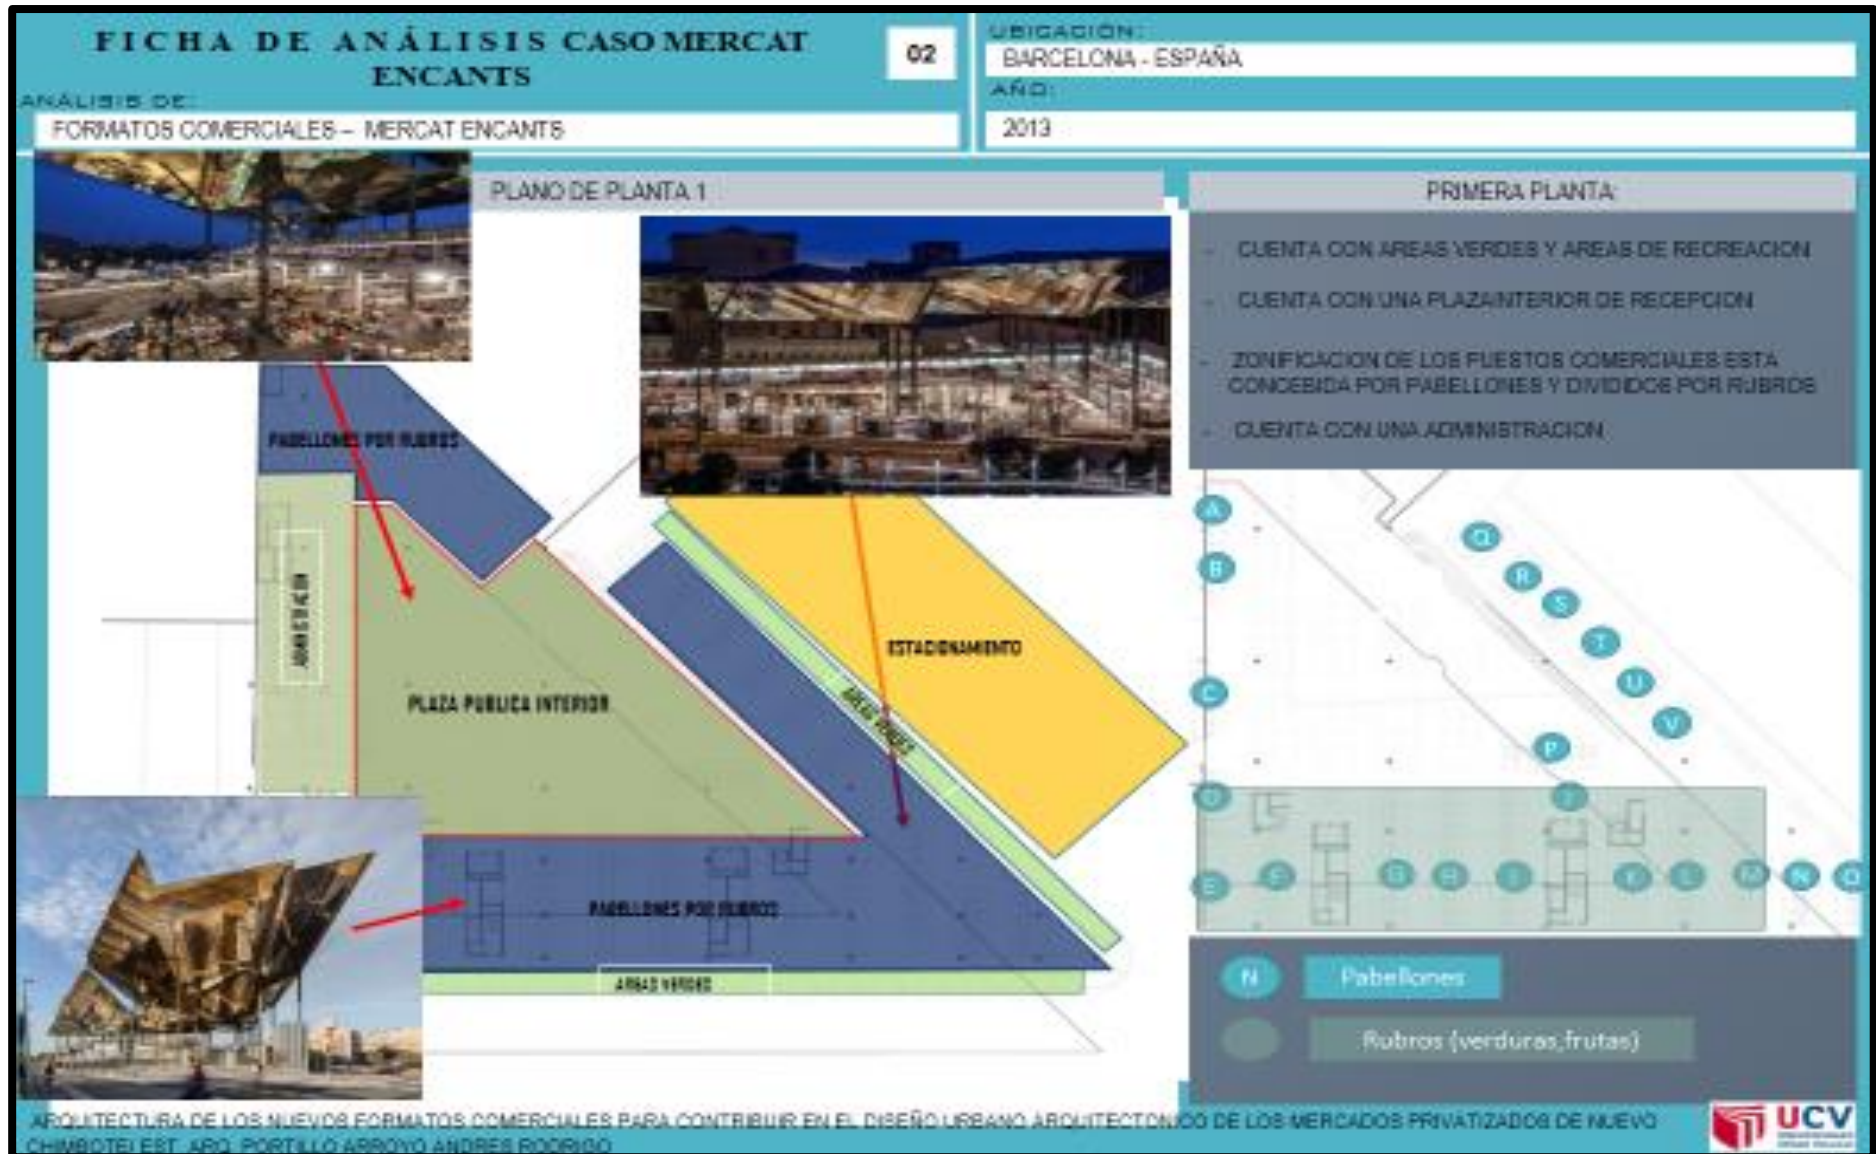 FICHA DE ANÁLISIS CASO MERCAT
ENCANTS
02
UBICACIÓN:
BARCELONA - ESPAÑA
AÑO:
2013
ANÁLISIS DE:
FORMATOS COMERCIALES – MERCAT ENCANTS
PLANO DE PLANTA 1
PABELLONES POR RUBROS
ADMINISTRACION
PLAZA PUBLICA INTERIOR
ESTACIONAMIENTO
AREAS VERDES
PABELLONES POR RUBROS
AREAS VERDES
PRIMERA PLANTA:
- CUENTA CON AREAS VERDES Y AREAS DE RECREACION
- CUENTA CON UNA PLAZA INTERIOR DE RECEPCION
- ZONIFICACION DE LOS PUESTOS COMERCIALES ESTA
CONCEBIDA POR PABELLONES Y DIVIDIDOS POR RUBROS
- CUENTA CON UNA ADMINISTRACION
A
B
C
D
E
F
G
H
I
J
K
L
M
N
O
P
Q
R
S
T
U
V
N Pabellones
Rubros (verduras,frutas)
ARQUITECTURA DE LOS NUEVOS FORMATOS COMERCIALES PARA CONTRIBUIR EN EL DISEÑO URBANO ARQUITECTONICO DE LOS MERCADOS PRIVATIZADOS DE NUEVO
CHIMBOTE| EST. ARQ. PORTILLO ARROYO ANDRES RODRIGO
UCV